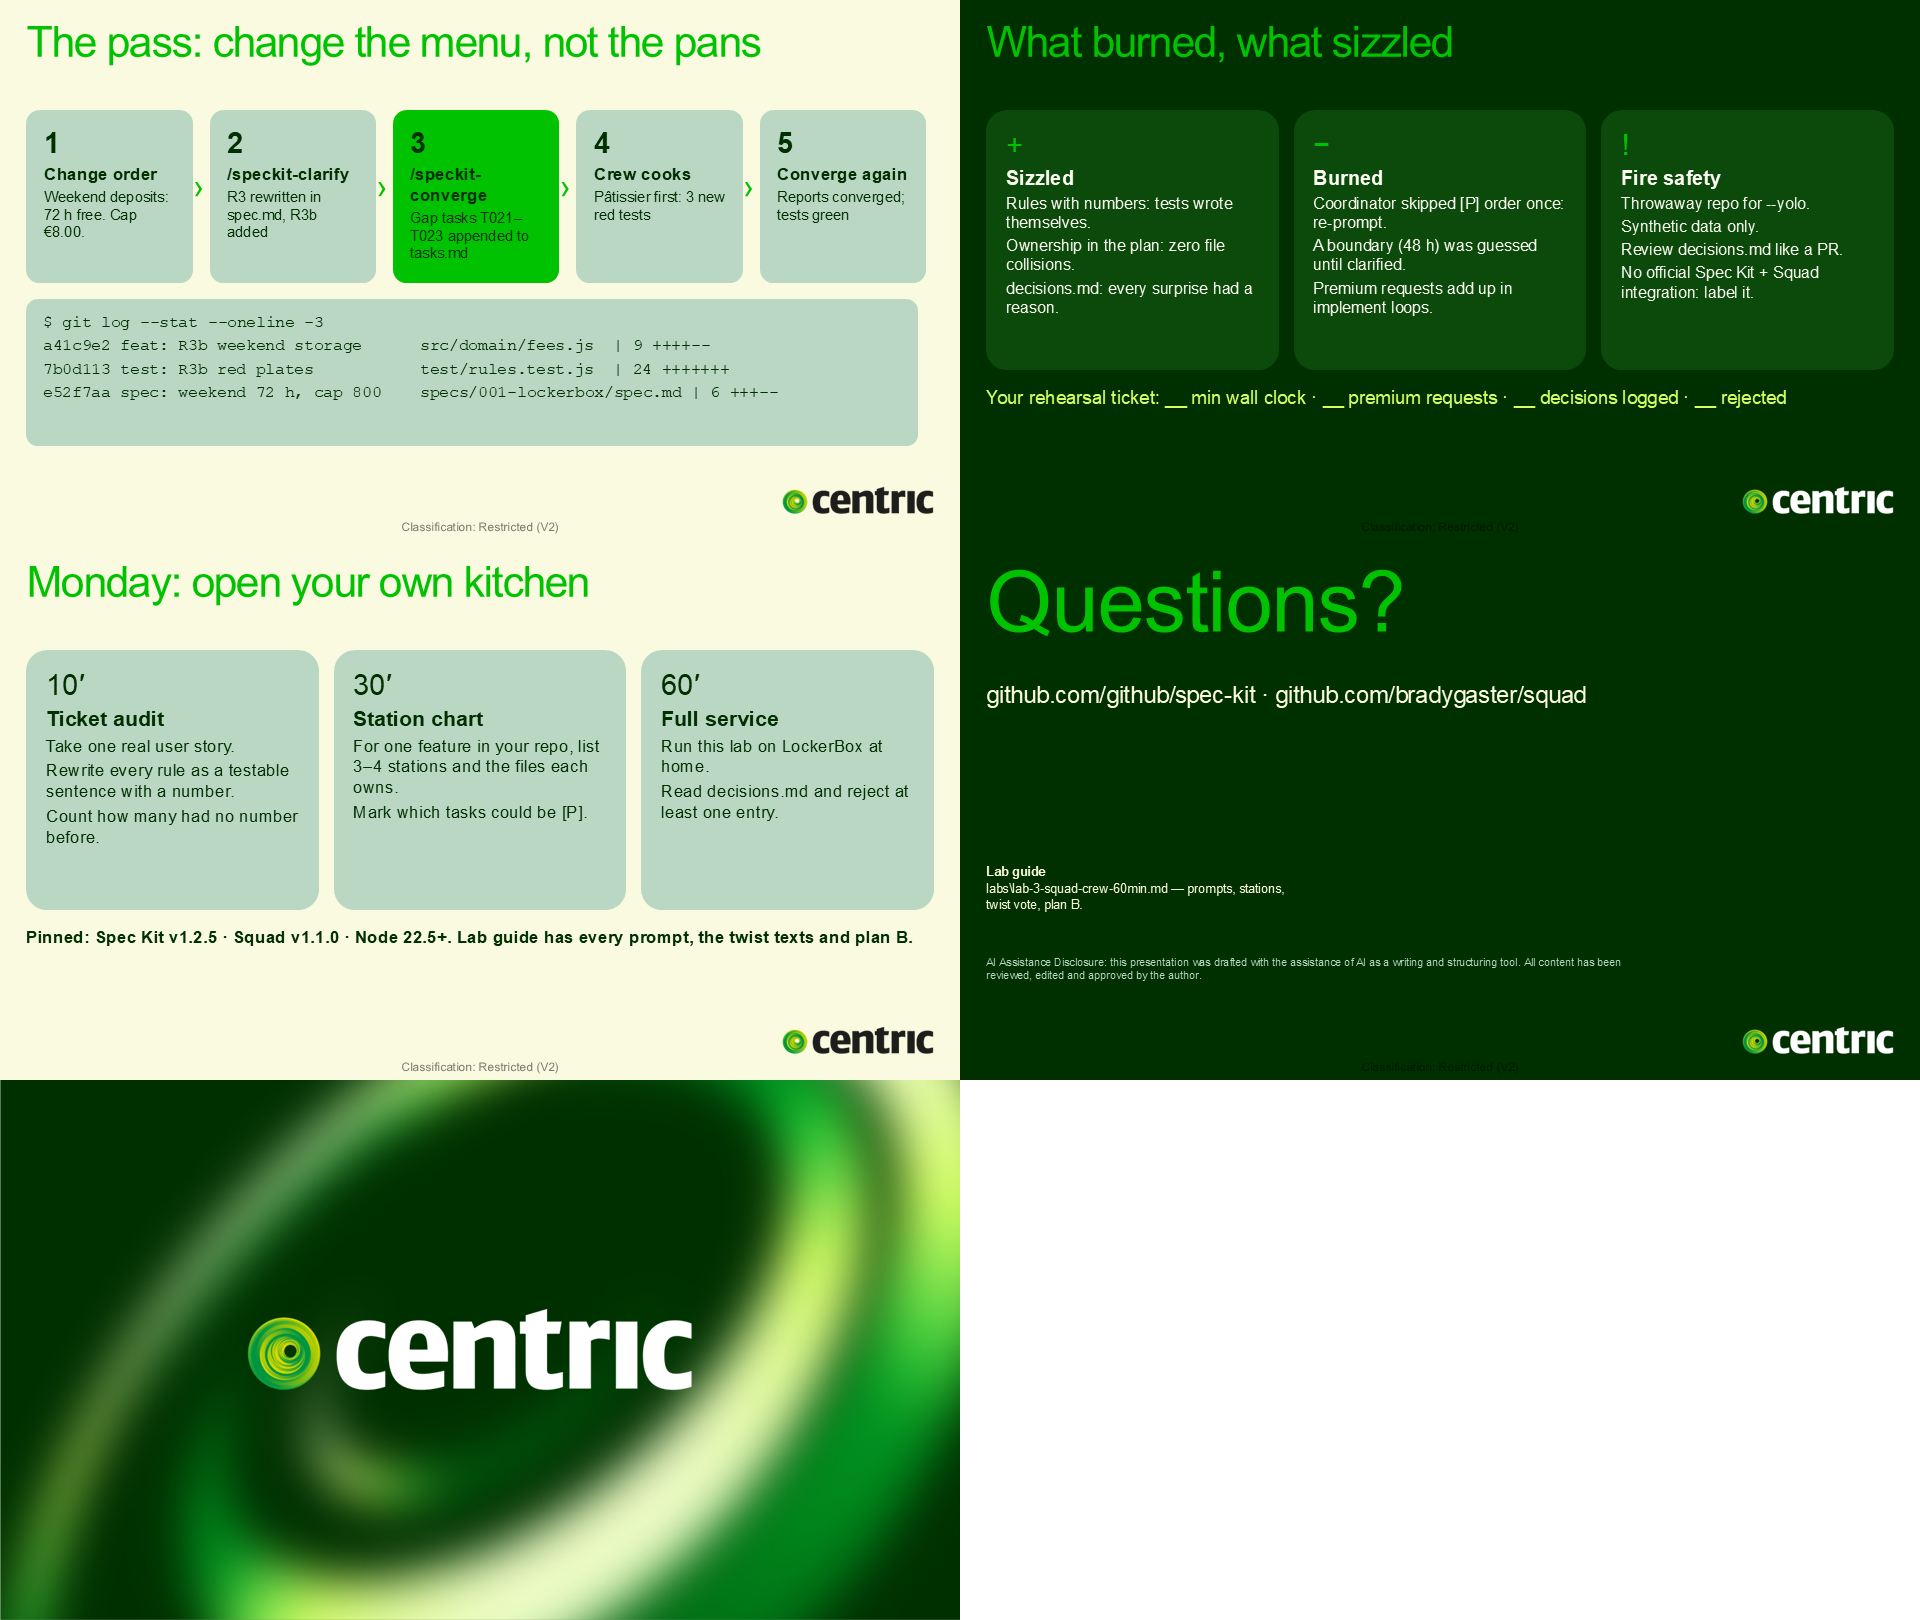 The pass: change the menu, not the pans
1
Change order
Weekend deposits:
72 h free. Cap
€8.00.
›
2
/speckit-clarify
R3 rewritten in
spec.md, R3b
added
›
3
/speckit-
converge
Gap tasks T021–
T023 appended to
tasks.md
›
4
Crew cooks
Pâtissier first: 3 new
red tests
›
5
Converge again
Reports converged;
tests green
$ git log --stat --oneline -3
a41c9e2 feat: R3b weekend storage      src/domain/fees.js  | 9 ++++--
7b0d113 test: R3b red plates           test/rules.test.js  | 24 +++++++
e52f7aa spec: weekend 72 h, cap 800    specs/001-lockerbox/spec.md | 6 +++--
centric
Classification: Restricted (V2)
What burned, what sizzled
+
Sizzled
Rules with numbers: tests wrote
themselves.
Ownership in the plan: zero file
collisions.
decisions.md: every surprise had a
reason.
−
Burned
Coordinator skipped [P] order once:
re-prompt.
A boundary (48 h) was guessed
until clarified.
Premium requests add up in
implement loops.
!
Fire safety
Throwaway repo for --yolo.
Synthetic data only.
Review decisions.md like a PR.
No official Spec Kit + Squad
integration: label it.
Your rehearsal ticket: __ min wall clock · __ premium requests · __ decisions logged · __ rejected
centric
Classification: Restricted (V2)
Monday: open your own kitchen
10′
Ticket audit
Take one real user story.
Rewrite every rule as a testable
sentence with a number.
Count how many had no number
before.
30′
Station chart
For one feature in your repo, list
3–4 stations and the files each
owns.
Mark which tasks could be [P].
60′
Full service
Run this lab on LockerBox at
home.
Read decisions.md and reject at
least one entry.
Pinned: Spec Kit v1.2.5 · Squad v1.1.0 · Node 22.5+. Lab guide has every prompt, the twist texts and plan B.
centric
Classification: Restricted (V2)
Questions?
github.com/github/spec-kit · github.com/bradygaster/squad
Lab guide
labs\lab-3-squad-crew-60min.md — prompts, stations,
twist vote, plan B.
AI Assistance Disclosure: this presentation was drafted with the assistance of AI as a writing and structuring tool. All content has been
reviewed, edited and approved by the author.
centric
Classification: Restricted (V2)
centric